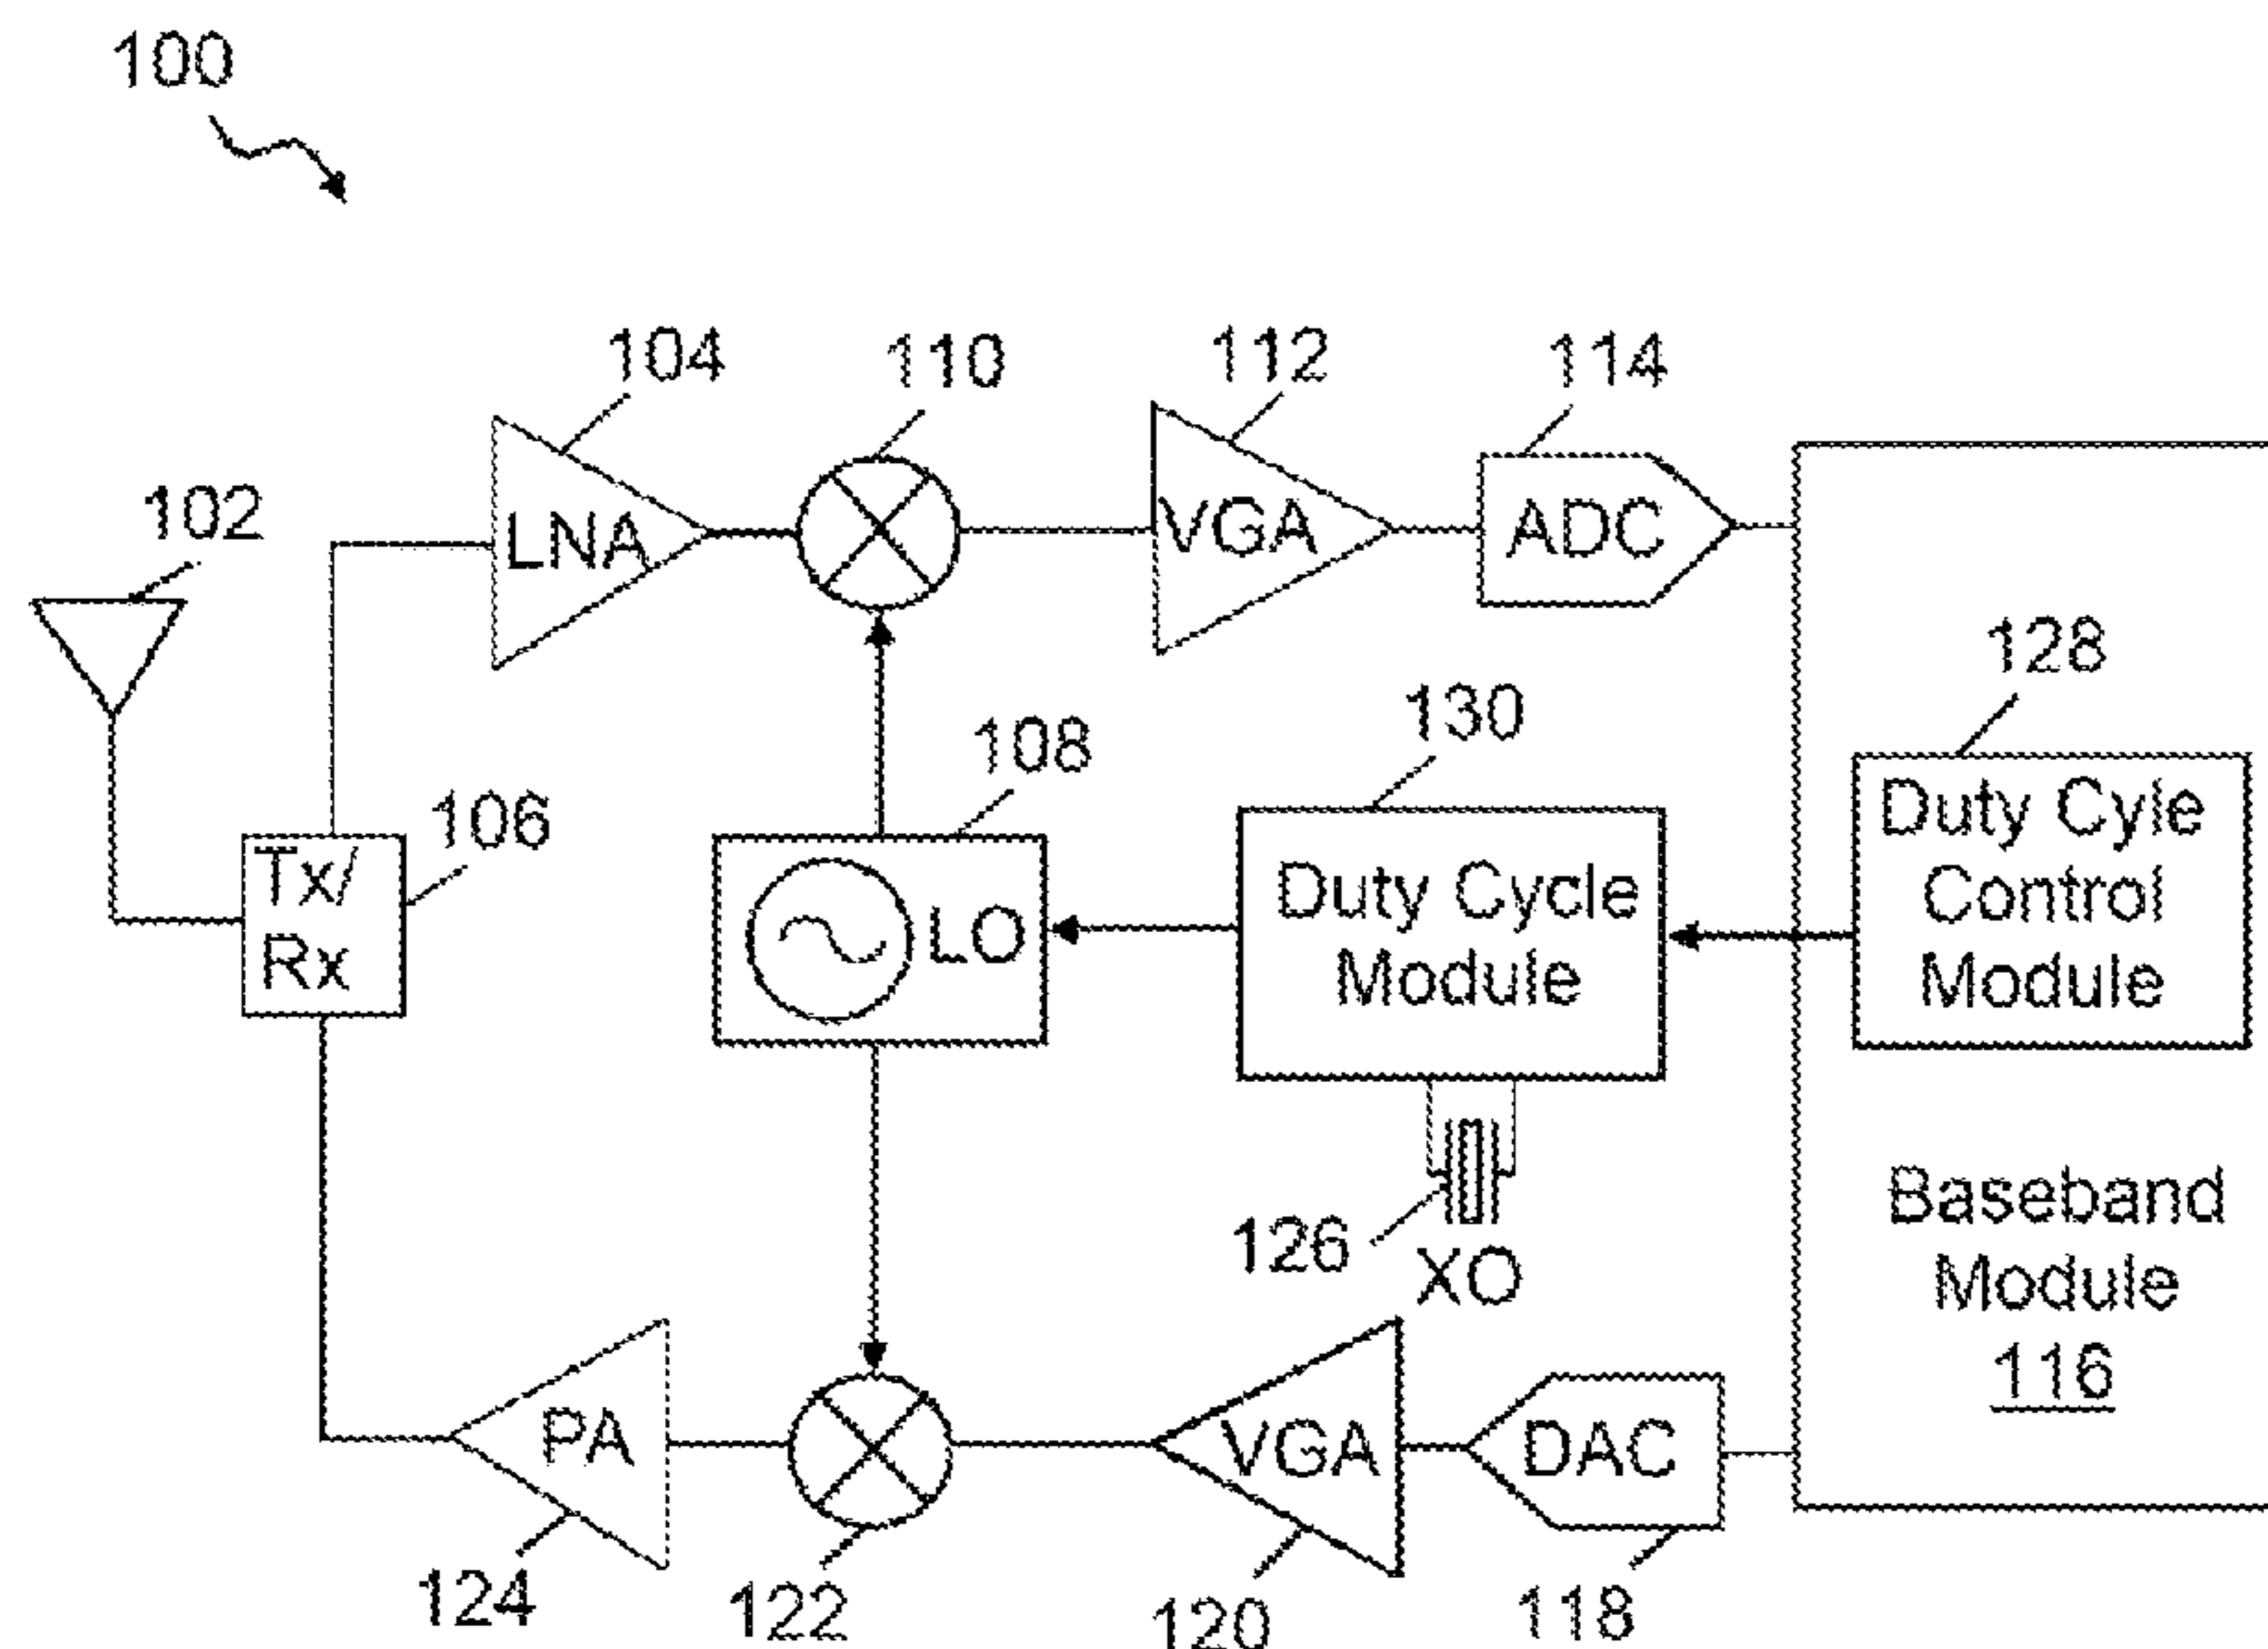 100
104
110
112
114
102
LNA
VGA
ADC
128
130
108
106
Tx/
Rx
LO
Duty Cycle
Module
Duty Cyle
Control
Module
126
XO
Baseband
Module
116
PA
VGA
DAC
124
122
120
118